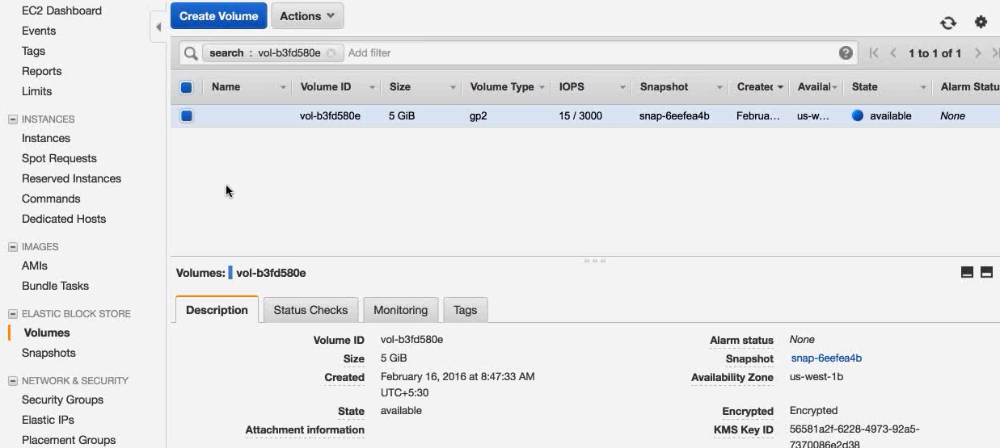 EC2 Dashboard
Events
Tags
Reports
Limits
INSTANCES
Instances
Spot Requests
Reserved Instances
Commands
Dedicated Hosts
IMAGES
AMIs
Bundle Tasks
ELASTIC BLOCK STORE
Volumes
Snapshots
NETWORK & SECURITY
Security Groups
Elastic IPs
Placement Groups
Create Volume Actions
search : vol-b3fd580e Add filter 1 to 1 of 1
Name Volume ID Size Volume Type IOPS Snapshot Created Availal State Alarm Statu
vol-b3fd580e 5 GiB gp2 15 / 3000 snap-6eefea4b Februa... us-w... available None
Volumes: vol-b3fd580e
Description Status Checks Monitoring Tags
Volume ID vol-b3fd580e Alarm status None
Size 5 GiB Snapshot snap-6eefea4b
Created February 16, 2016 at 8:47:33 AM Availability Zone us-west-1b
UTC+5:30
State available Encrypted Encrypted
Attachment information KMS Key ID 56581a2f-6228-4973-92a5-
7370086e2d38